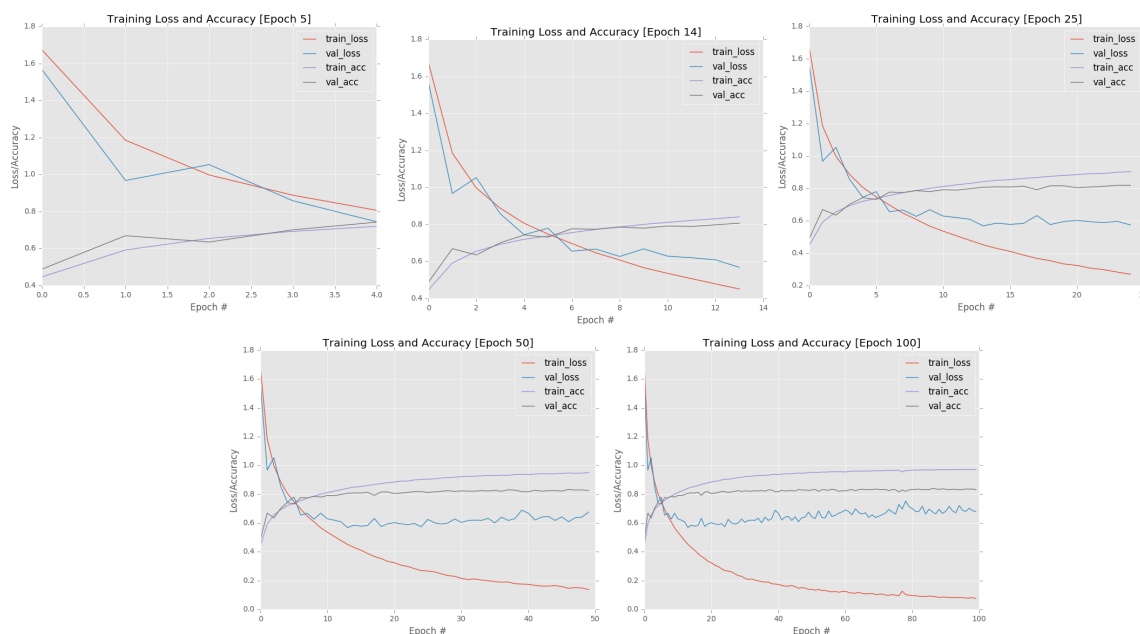 Training Loss and Accuracy [Epoch 5]
1.8
1.6
1.4
1.2
1.0
0.8
0.6
0.4
Loss/Accuracy
0.0 0.5 1.0 1.5 2.0 2.5 3.0 3.5 4.0
Epoch #
train_loss
val_loss
train_acc
val_acc
Training Loss and Accuracy [Epoch 14]
1.8
1.6
1.4
1.2
1.0
0.8
0.6
0.4
Loss/Accuracy
0 2 4 6 8 10 12 14
Epoch #
train_loss
val_loss
train_acc
val_acc
Training Loss and Accuracy [Epoch 25]
1.8
1.6
1.4
1.2
1.0
0.8
0.6
0.4
0.2
Loss/Accuracy
0 5 10 15 20
Epoch #
train_loss
val_loss
train_acc
val_acc
Training Loss and Accuracy [Epoch 50]
1.8
1.6
1.4
1.2
1.0
0.8
0.6
0.4
0.2
0.0
Loss/Accuracy
0 10 20 30 40 50
Epoch #
train_loss
val_loss
train_acc
val_acc
Training Loss and Accuracy [Epoch 100]
1.8
1.6
1.4
1.2
1.0
0.8
0.6
0.4
0.2
0.0
Loss/Accuracy
0 20 40 60 80 100
Epoch #
train_loss
val_loss
train_acc
val_acc